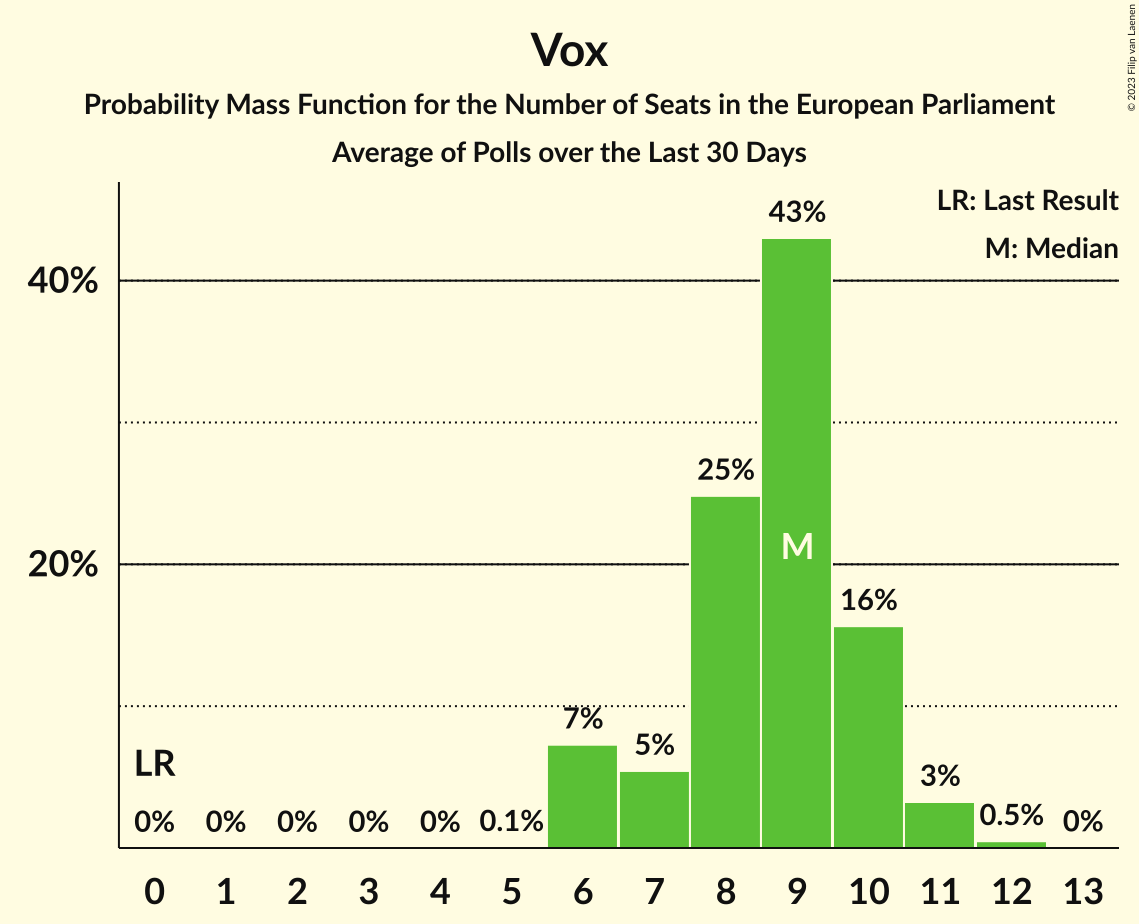 Vox
Probability Mass Function for the Number of Seats in the European Parliament
Average of Polls over the Last 30 Days
© 2023 Filip van Laenen
LR: Last Result
M: Median
43%
40%
25%
M
20%
16%
7%
5%
LR
3%
0% 0% 0% 0% 0% 0.1% 0.5% 0%
0 1 2 3 4 5 6 7 8 9 10 11 12 13